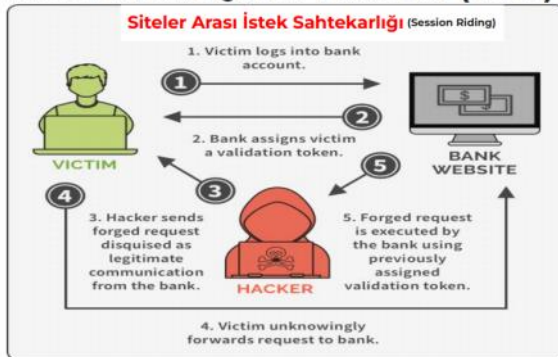 Siteler Arası İstek Sahtekarlığı (Session Riding)
1. Victim logs into bank
account.
1
2
2. Bank assigns victim
a validation token.
VICTIM
BANK
WEBSITE
3
5
4
3. Hacker sends
forged request
disquised as
legitimate
communication
from the bank.
HACKER
5. Forged request
is executed by
the bank using
previously
assigned
validation token.
4. Victim unknowingly
forwards request to bank.